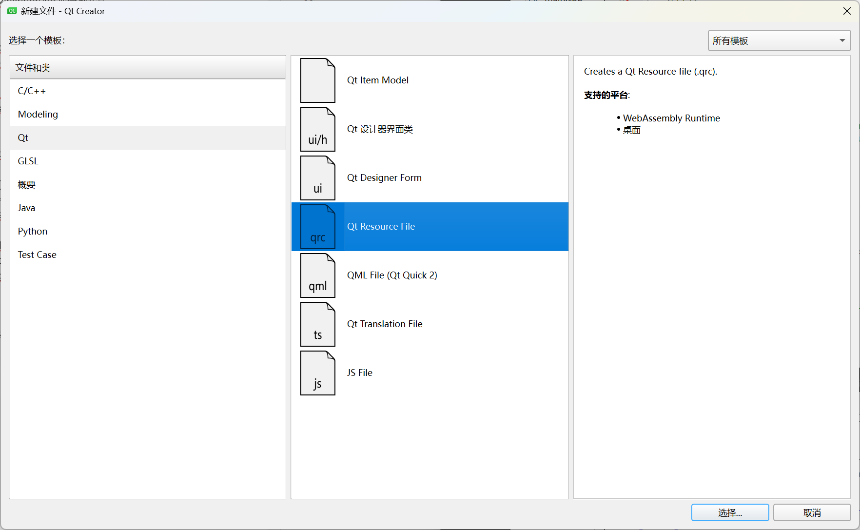 新建文件 - Qt Creator
选择一个模板:
所有模板
文件和类
C/C++
Modeling
Qt
GLSL
概要
Java
Python
Test Case
Qt Item Model
ui/h
Qt 设计器界面类
ui
Qt Designer Form
qrc
Qt Resource File
qml
QML File (Qt Quick 2)
ts
Qt Translation File
js
JS File
Creates a Qt Resource file (.qrc).
支持的平台:
• WebAssembly Runtime
• 桌面
选择...
取消